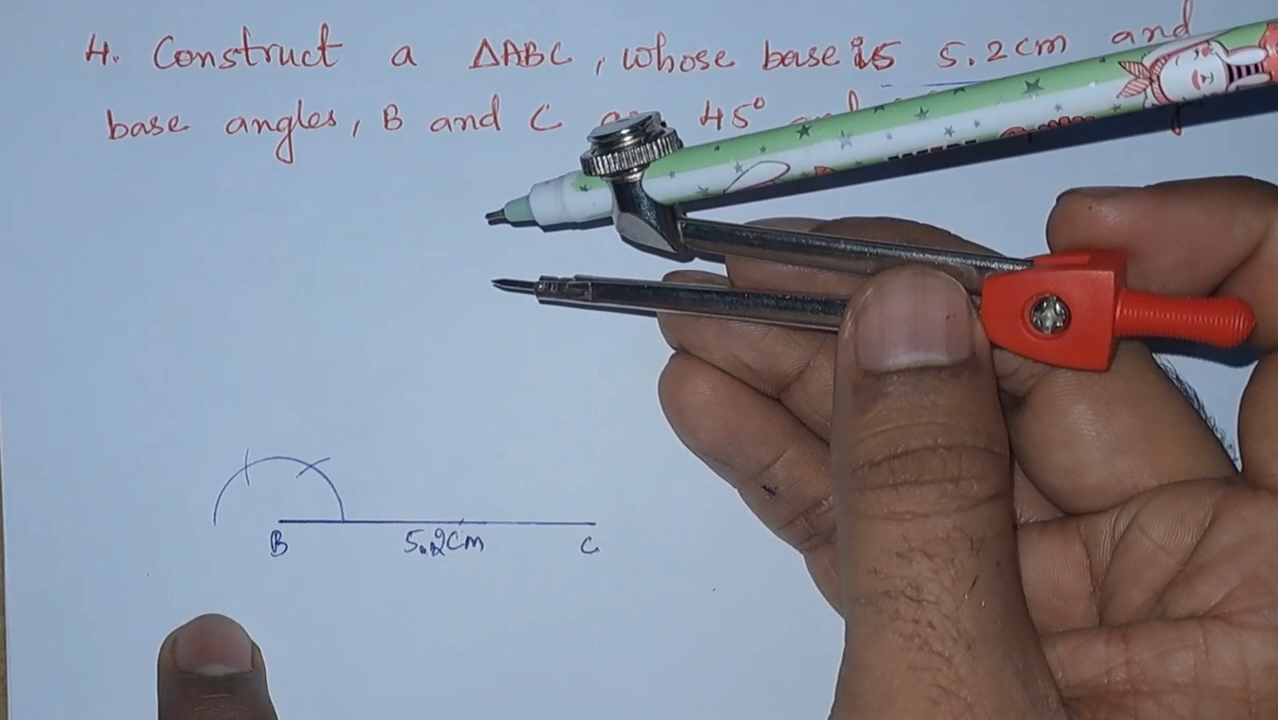 4. Construct a ΔABC, whose base is 5.2cm and
base angles, B and C 45°
B 5.2cm C